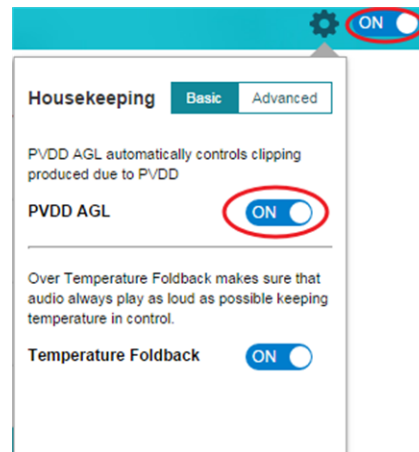 ON
Housekeeping Basic Advanced
PVDD AGL automatically controls clipping
produced due to PVDD
PVDD AGL ON
Over Temperature Foldback makes sure that
audio always play as loud as possible keeping
temperature in control.
Temperature Foldback ON